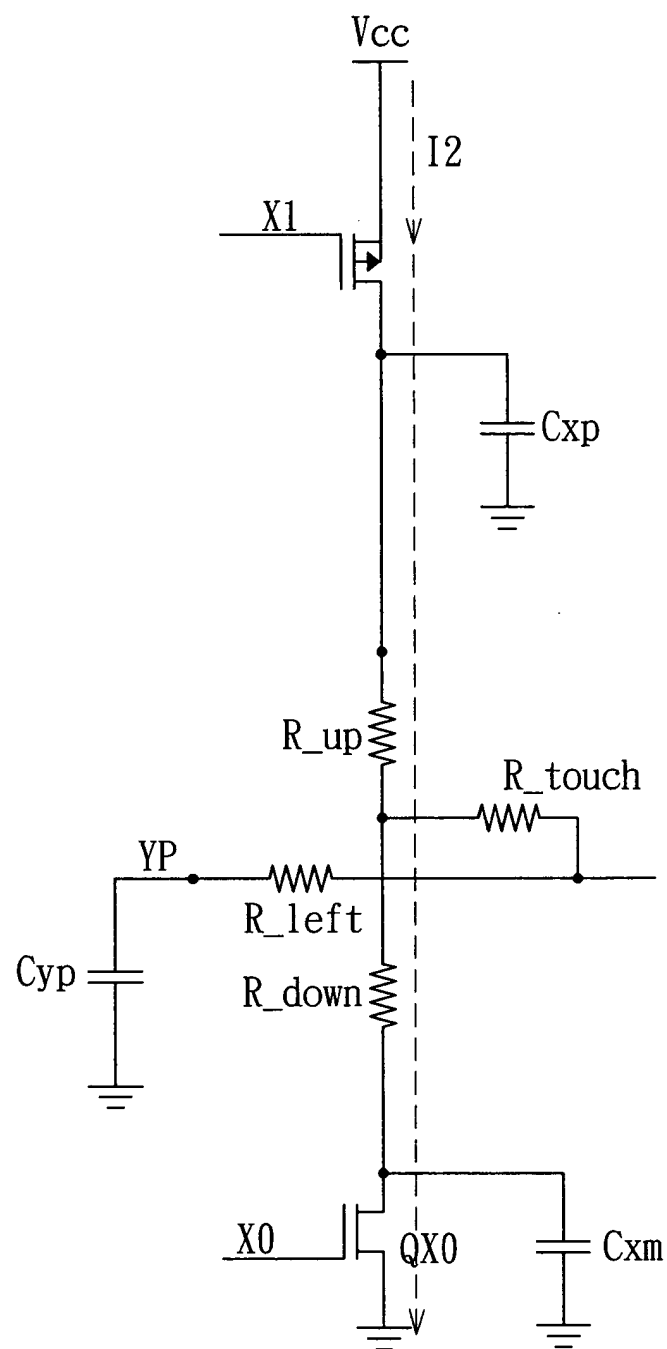 Vcc
I2
X1
Cxp
R_up
R_touch
YP
R_left
Cyp
R_down
X0
QX0
Cxm